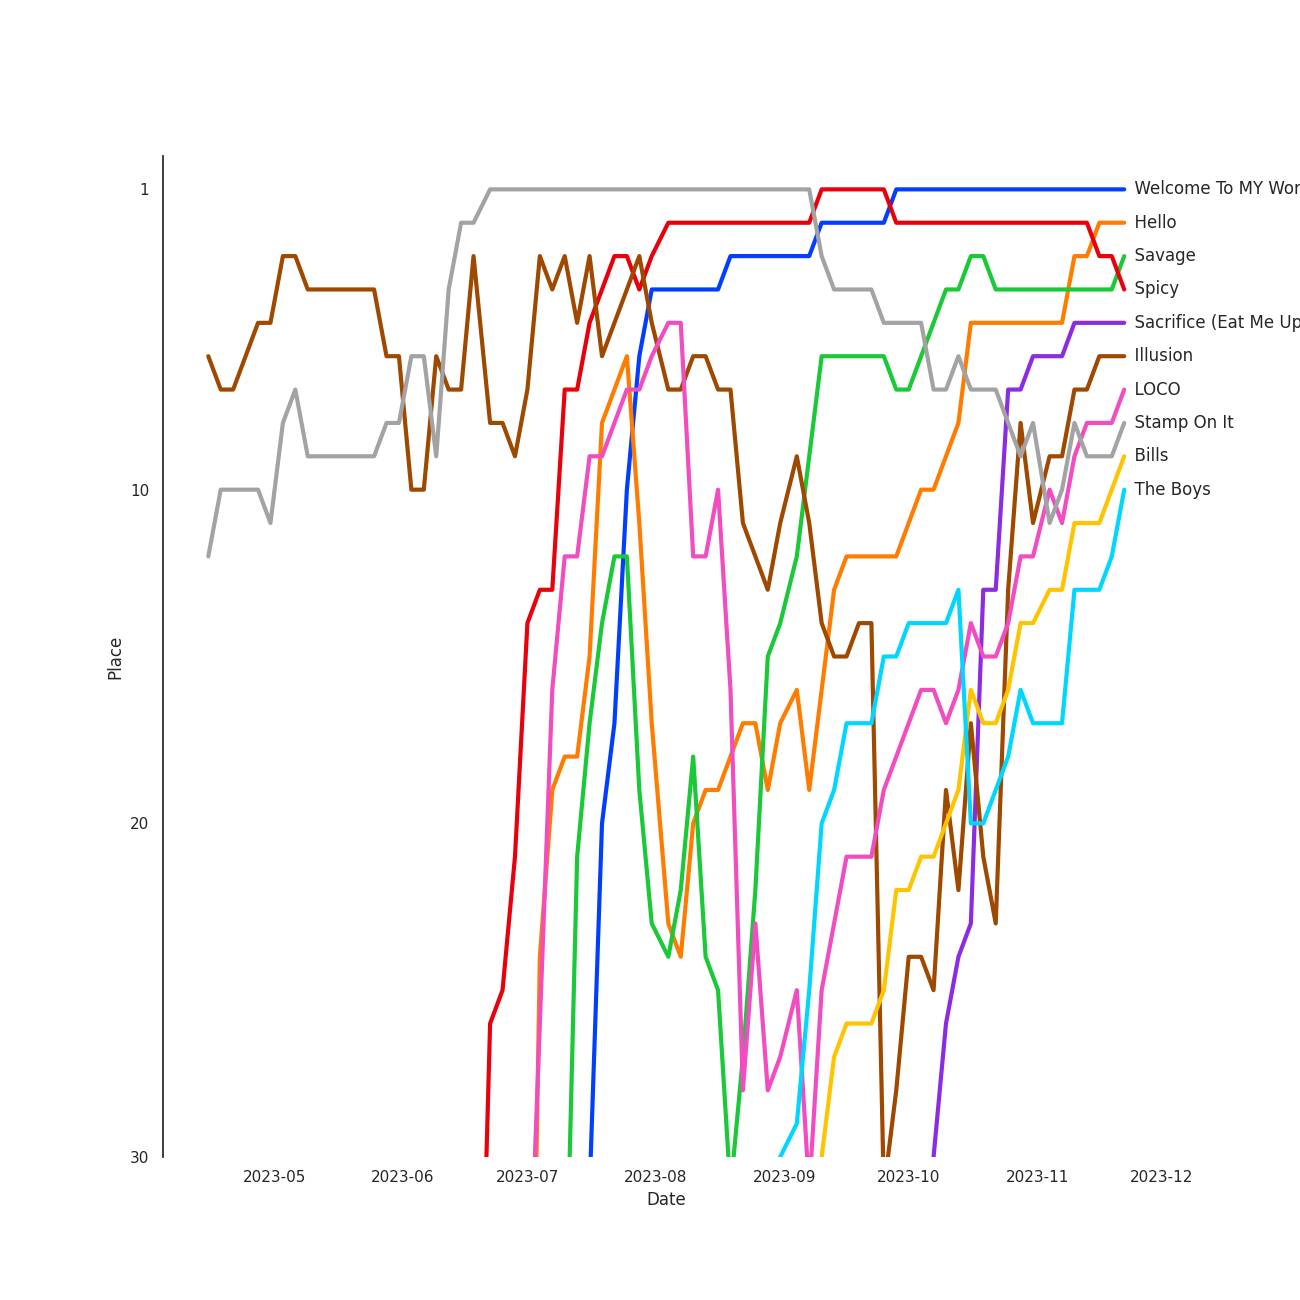 1
10
20
30
Place
2023-05
2023-06
2023-07
2023-08
2023-09
2023-10
2023-11
2023-12
Date
Welcome To MY Wor
Hello
Savage
Spicy
Sacrifice (Eat Me Up
Illusion
LOCO
Stamp On It
Bills
The Boys